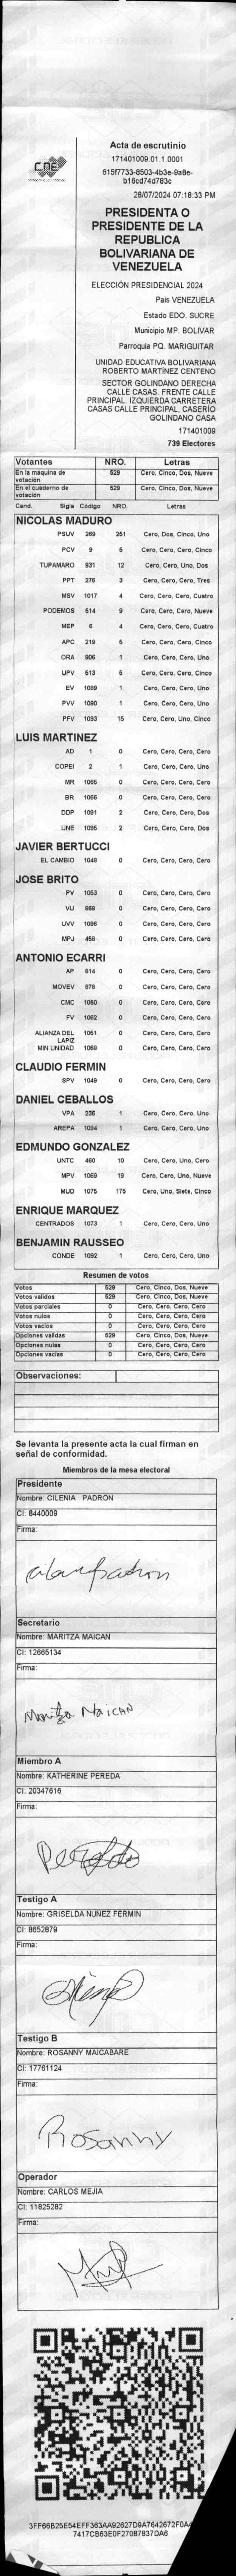 CNE
Acta de escrutinio
171401009.01.1.0001
615f7733-8503-4b3e-9a8e-
b16cd74d783c
28/07/2024 07:18:33 PM
PRESIDENTA O
PRESIDENTE DE LA
REPUBLICA
BOLIVARIANA DE
VENEZUELA
ELECCIÓN PRESIDENCIAL 2024
Pais VENEZUELA
Estado EDO. SUCRE
Municipio MP. BOLIVAR
Parroquia PQ. MARIGUITAR
UNIDAD EDUCATIVA BOLIVARIANA
ROBERTO MARTÍNEZ CENTENO
SECTOR GOLINDANO DERECHA
CALLE CASAS. FRENTE CALLE
PRINCIPAL. IZQUIERDA CARRETERA
CASAS CALLE PRINCIPAL, CASERÍO
GOLINDANO CASA
171401009
739 Electores
Votantes NRO. Letras
En la máquina de votación 529 Cero, Cinco, Dos, Nueve
En el cuaderno de votación 529 Cero, Cinco, Dos, Nueve
Cand. Sigla Código NRO. Letras
NICOLAS MADURO
PSUV 269 251 Cero, Dos, Cinco, Uno
PCV 9 5 Cero, Cero, Cero, Cinco
TUPAMARO 931 12 Cero, Cero, Uno, Dos
PPT 276 3 Cero, Cero, Cero, Tres
MSV 1017 4 Cero, Cero, Cero, Cuatro
PODEMOS 514 9 Cero, Cero, Cero, Nueve
MEP 6 4 Cero, Cero, Cero, Cuatro
APC 219 5 Cero, Cero, Cero, Cinco
ORA 906 1 Cero, Cero, Cero, Uno
UPV 513 5 Cero, Cero, Cero, Cinco
EV 1089 1 Cero, Cero, Cero, Uno
PVV 1090 1 Cero, Cero, Cero, Uno
PFV 1093 15 Cero, Cero, Uno, Cinco
LUIS MARTINEZ
AD 1 0 Cero, Cero, Cero, Cero
COPEI 2 1 Cero, Cero, Cero, Uno
MR 1065 0 Cero, Cero, Cero, Cero
BR 1066 0 Cero, Cero, Cero, Cero
DDP 1091 2 Cero, Cero, Cero, Dos
UNE 1095 2 Cero, Cero, Cero, Dos
JAVIER BERTUCCI
EL CAMBIO 1048 0 Cero, Cero, Cero, Cero
JOSE BRITO
PV 1053 0 Cero, Cero, Cero, Cero
VU 868 0 Cero, Cero, Cero, Cero
UVV 1096 0 Cero, Cero, Cero, Cero
MPJ 458 0 Cero, Cero, Cero, Cero
ANTONIO ECARRI
AP 814 0 Cero, Cero, Cero, Cero
MOVEV 679 0 Cero, Cero, Cero, Cero
CMC 1050 0 Cero, Cero, Cero, Cero
FV 1062 0 Cero, Cero, Cero, Cero
ALIANZA DEL LAPIZ 1051 0 Cero, Cero, Cero, Cero
MIN UNIDAD 1068 0 Cero, Cero, Cero, Cero
CLAUDIO FERMIN
SPV 1049 0 Cero, Cero, Cero, Cero
DANIEL CEBALLOS
VPA 236 1 Cero, Cero, Cero, Uno
AREPA 1094 1 Cero, Cero, Cero, Uno
EDMUNDO GONZALEZ
UNTC 460 10 Cero, Cero, Uno, Cero
MPV 1069 19 Cero, Cero, Uno, Nueve
MUD 1075 175 Cero, Uno, Siete, Cinco
ENRIQUE MARQUEZ
CENTRADOS 1073 1 Cero, Cero, Cero, Uno
BENJAMIN RAUSSEO
CONDE 1092 1 Cero, Cero, Cero, Uno
Resumen de votos
Votos 529 Cero, Cinco, Dos, Nueve
Votos validos 529 Cero, Cinco, Dos, Nueve
Votos parciales 0 Cero, Cero, Cero, Cero
Votos nulos 0 Cero, Cero, Cero, Cero
Votos vacios 0 Cero, Cero, Cero, Cero
Opciones validas 529 Cero, Cinco, Dos, Nueve
Opciones nulas 0 Cero, Cero, Cero, Cero
Opciones vacias 0 Cero, Cero, Cero, Cero
Observaciones:
Se levanta la presente acta la cual firman en
señal de conformidad.
Miembros de la mesa electoral
Presidente
Nombre: CILENIA PADRON
CI: 8440009
Firma:
Secretario
Nombre: MARITZA MAICAN
CI: 12665134
Firma:
Maritza Maican
Miembro A
Nombre: KATHERINE PEREDA
CI: 20347616
Firma:
Testigo A
Nombre: GRISELDA NUNEZ FERMIN
CI: 8652879
Firma:
Testigo B
Nombre: ROSANNY MAICABARE
CI: 17761124
Firma:
Rosanny
Operador
Nombre: CARLOS MEJIA
CI: 11825282
Firma:
3FF66B25E54EFF363AA92627D9A7642672F0A4
7417CB63E0F27087837DA6